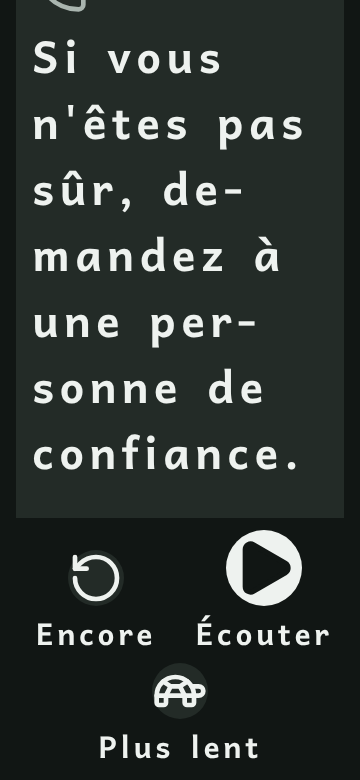 Si vous
n'êtes pas
sûr, de-
mandez à
une per-
sonne de
confiance.
Encore
Écouter
Plus lent